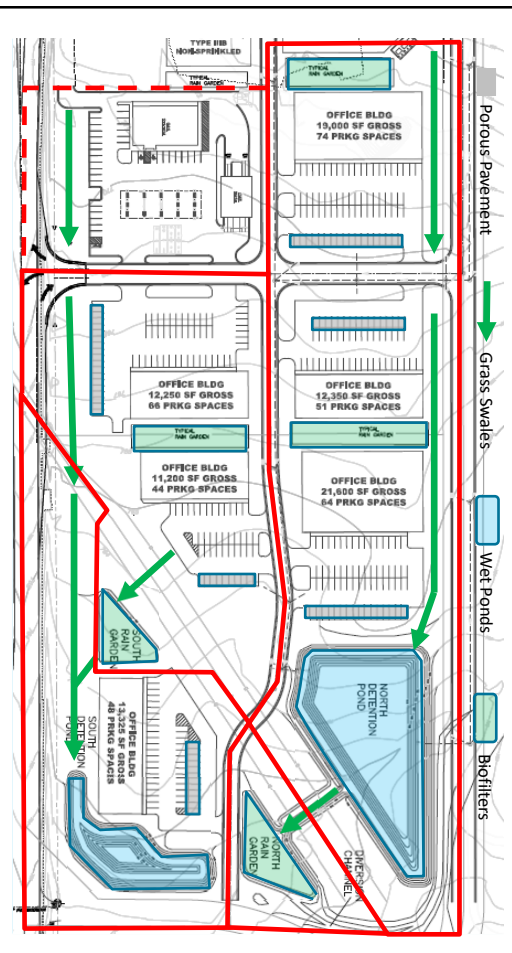 TYPE IIIB
NON-SPRINKLED
TYPICAL
RAIN GARDEN
TYPICAL
RAIN GARDEN
OFFICE BLDG
19,000 SF GROSS
74 PRKG SPACES
OFFICE BLDG
12,250 SF GROSS
66 PRKG SPACES
OFFICE BLDG
12,350 SF GROSS
51 PRKG SPACES
TYPICAL
RAIN GARDEN
TYPICAL
RAIN GARDEN
OFFICE BLDG
11,200 SF GROSS
44 PRKG SPACES
OFFICE BLDG
21,600 SF GROSS
64 PRKG SPACES
SOUTH
RAIN
GARDEN
NORTH
DETENTION
POND
OFFICE BLDG
13,325 SF GROSS
48 PRKG SPACES
SOUTH
DETENTION
POND
NORTH
RAIN
GARDEN
DIVERSION
CHANNEL
Porous Pavement
Grass Swales
Wet Ponds
Biofilters